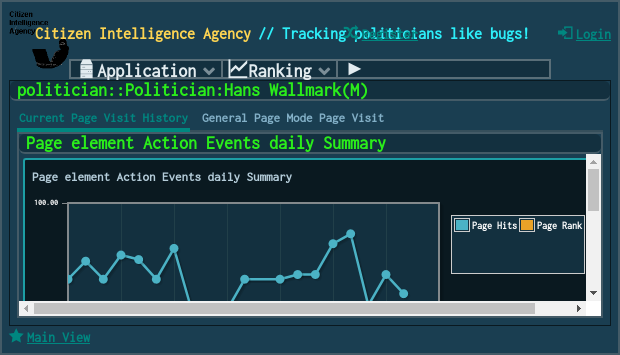 Citizen
Intelligence
Agency
Citizen Intelligence Agency // Tracking politicians like bugs!
Login
Application
Ranking
politician::Politician:Hans Wallmark(M)
Current Page Visit History
General Page Mode Page Visit
Page element Action Events daily Summary
Page element Action Events daily Summary
100.00
Page Hits
Page Rank
Main View